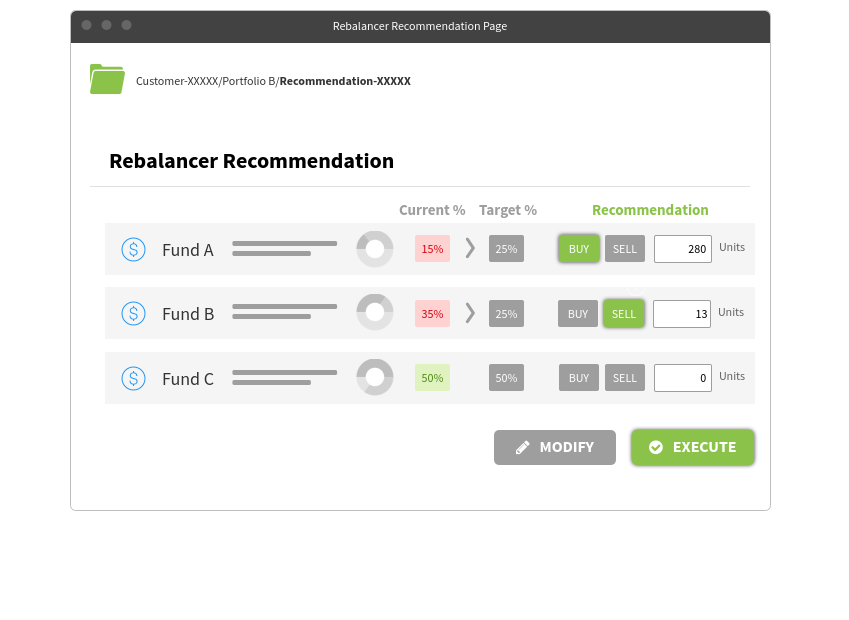 Rebalancer Recommendation Page
Customer-XXXXX/Portfolio B/Recommendation-XXXXX
Rebalancer Recommendation
Current % Target % Recommendation
$ Fund A 15% 25% BUY SELL 280 Units
$ Fund B 35% 25% BUY SELL 13 Units
$ Fund C 50% 50% BUY SELL 0 Units
MODIFY EXECUTE